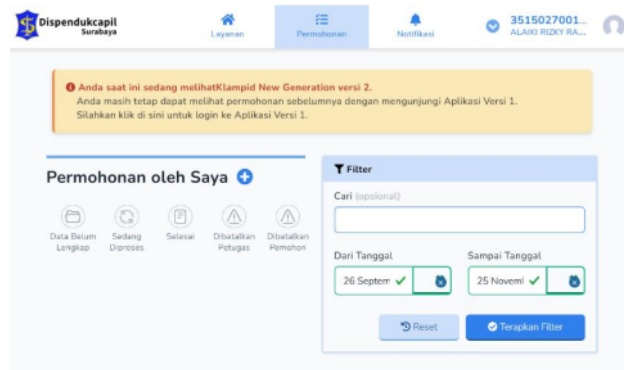 Dispendukcapil
Surabaya
Layanan
Permohonan
Notifikasi
3515027001...
ALAIKI RIZKY RA...
Anda saat ini sedang melihatKlampid New Generation versi 2.
Anda masih tetap dapat melihat permohonan sebelumnya dengan mengunjungi Aplikasi Versi 1.
Silahkan klik di sini untuk login ke Aplikasi Versi 1.
Permohonan oleh Saya
Data Belum Lengkap
Sedang Diproses
Selesai
Dibatalkan Petugas
Dibatalkan Pemohon
Filter
Cari (opsional)
Dari Tanggal
Sampai Tanggal
26 Septem
25 Novem
Reset
Terapkan Filter